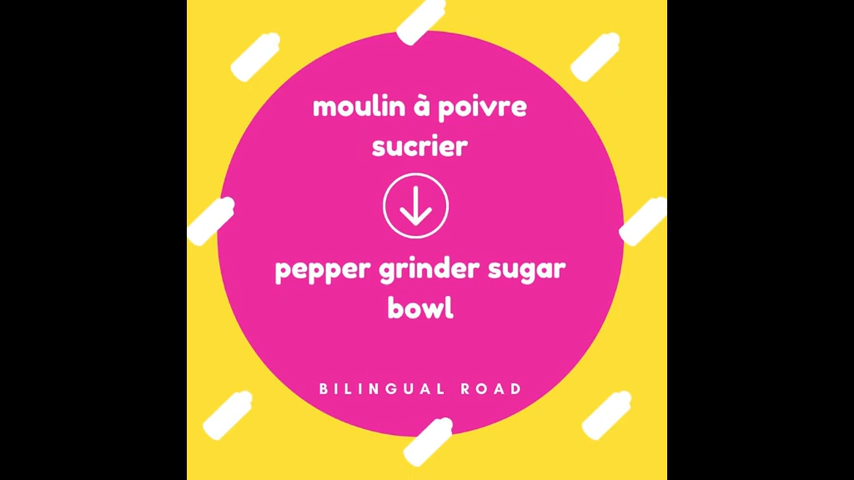 moulin à poivre
sucrier
pepper grinder sugar
bowl
BILINGUAL ROAD